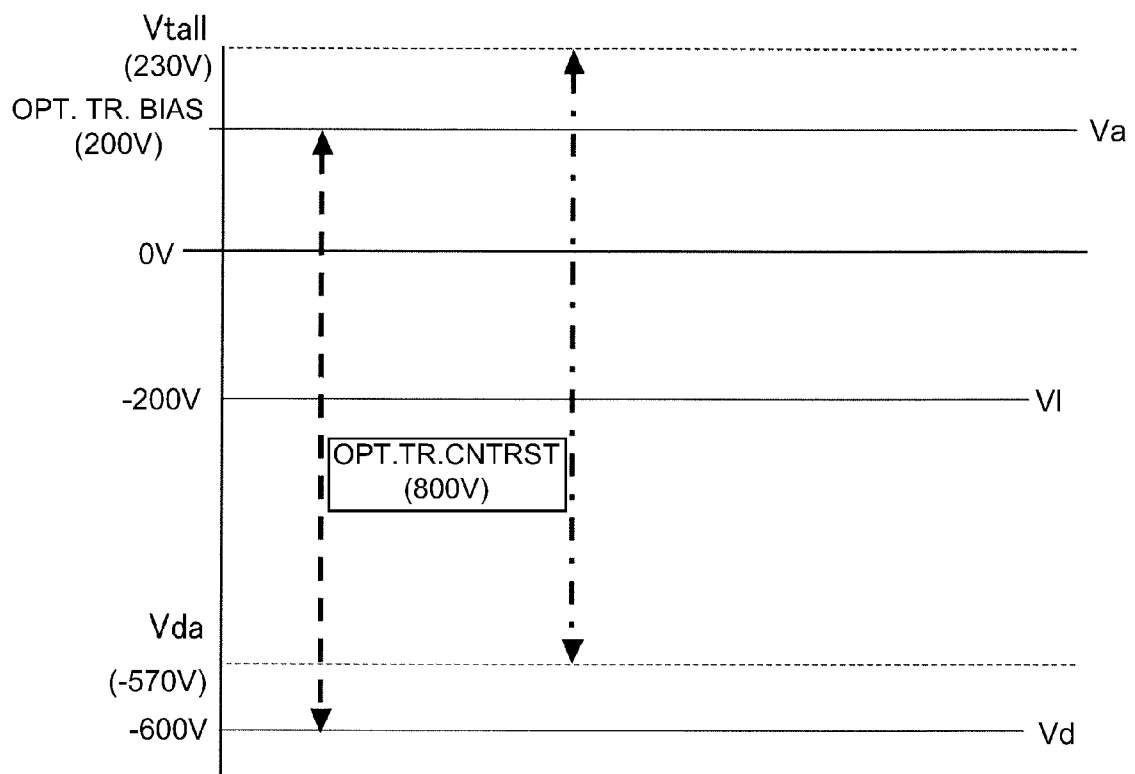 Vtall
(230V)
OPT. TR. BIAS
(200V)
Va
0V
-200V
Vl
OPT.TR.CNTRST
(800V)
Vda
(-570V)
-600V
Vd